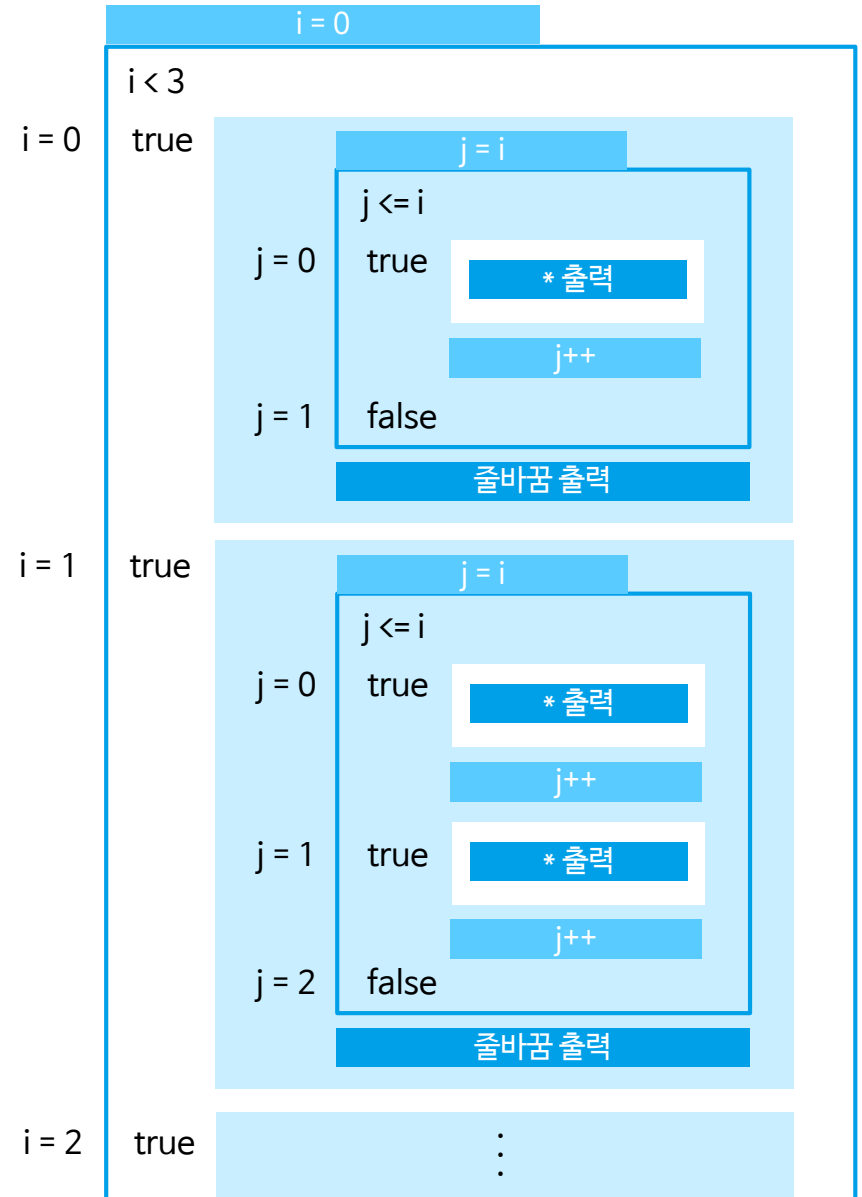 i = 0
i < 3
i = 0 true
j = i
j <= i
j = 0 true * 출력
j++
j = 1 false
줄바꿈 출력
i = 1 true
j = i
j <= i
j = 0 true * 출력
j++
j = 1 true * 출력
j++
j = 2 false
줄바꿈 출력
i = 2 true
⋮